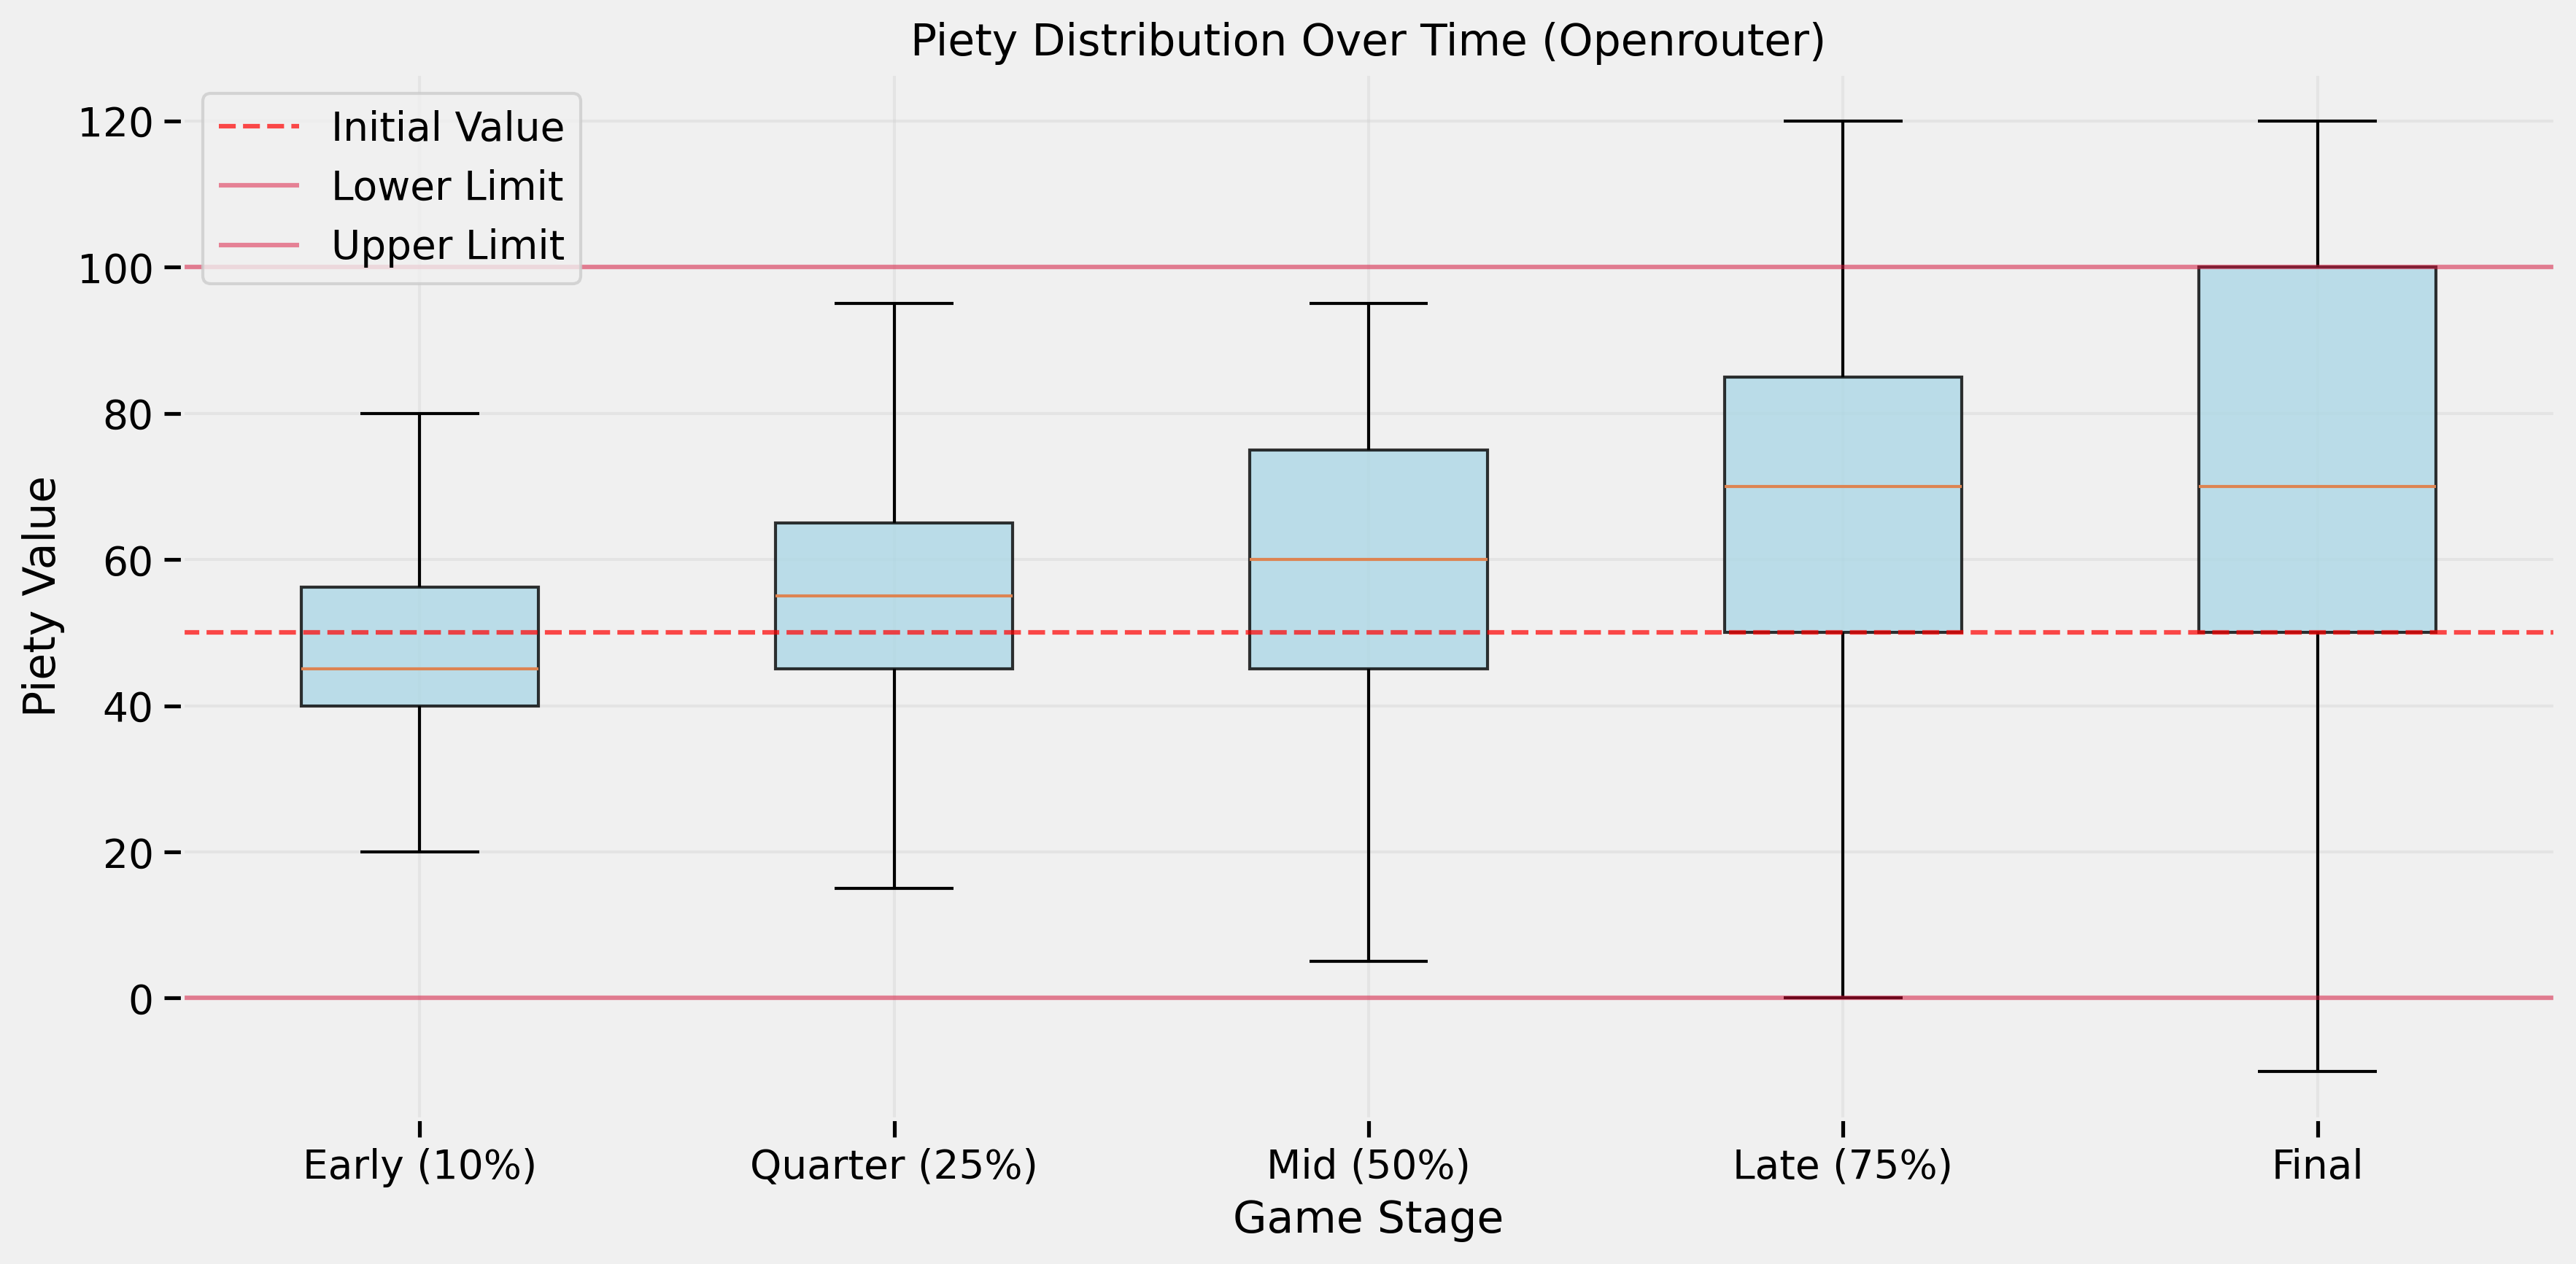 Piety Distribution Over Time (Openrouter)
Initial Value
Lower Limit
Upper Limit
Piety Value
120
100
80
60
40
20
0
Early (10%)
Quarter (25%)
Mid (50%)
Late (75%)
Final
Game Stage